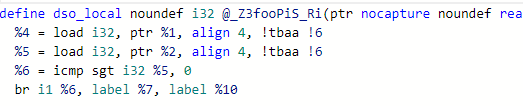 define dso_local noundef i32 @_Z3fooPiS_Ri(ptr nocapture noundef rea
%4 = load i32, ptr %1, align 4, !tbaa !6
%5 = load i32, ptr %2, align 4, !tbaa !6
%6 = icmp sgt i32 %5, 0
br i1 %6, label %7, label %10